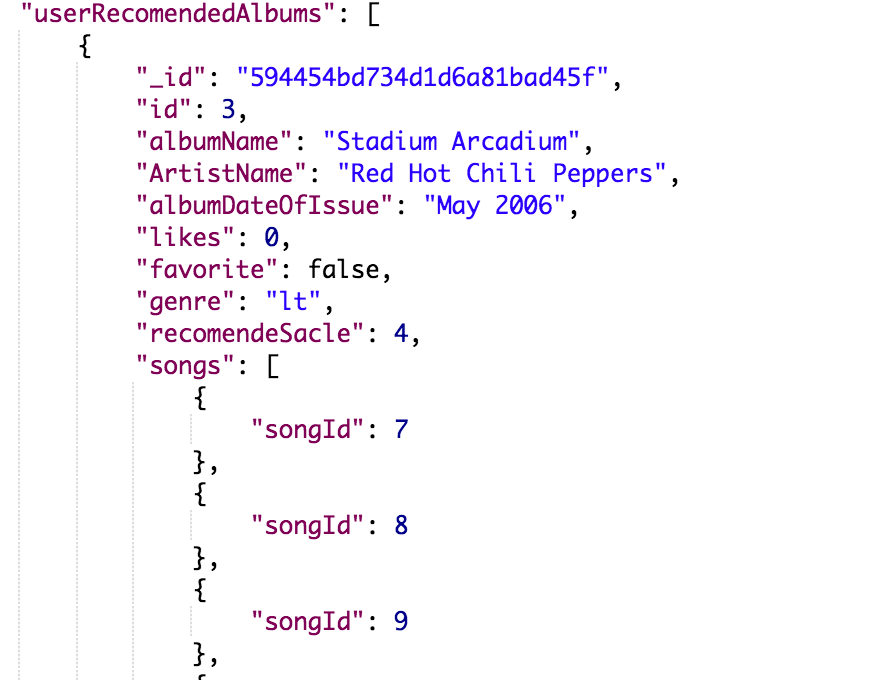 "userRecomendedAlbums": [
{
"_id": "594454bd734d1d6a81bad45f",
"id": 3,
"albumName": "Stadium Arcadium",
"ArtistName": "Red Hot Chili Peppers",
"albumDateOfIssue": "May 2006",
"likes": 0,
"favorite": false,
"genre": "lt",
"recomendeSacle": 4,
"songs": [
{
"songId": 7
},
{
"songId": 8
},
{
"songId": 9
},
{